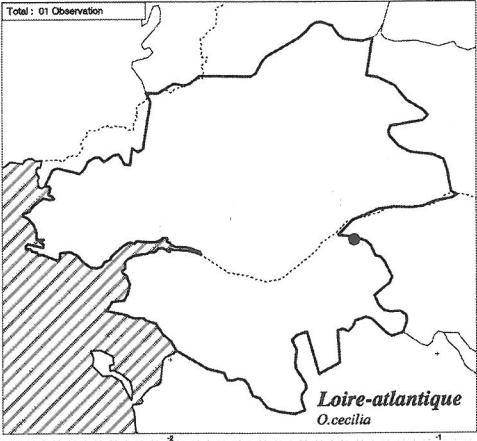 Total : 01 Observation
Loire-atlantique
O.cecilia
-2
-1